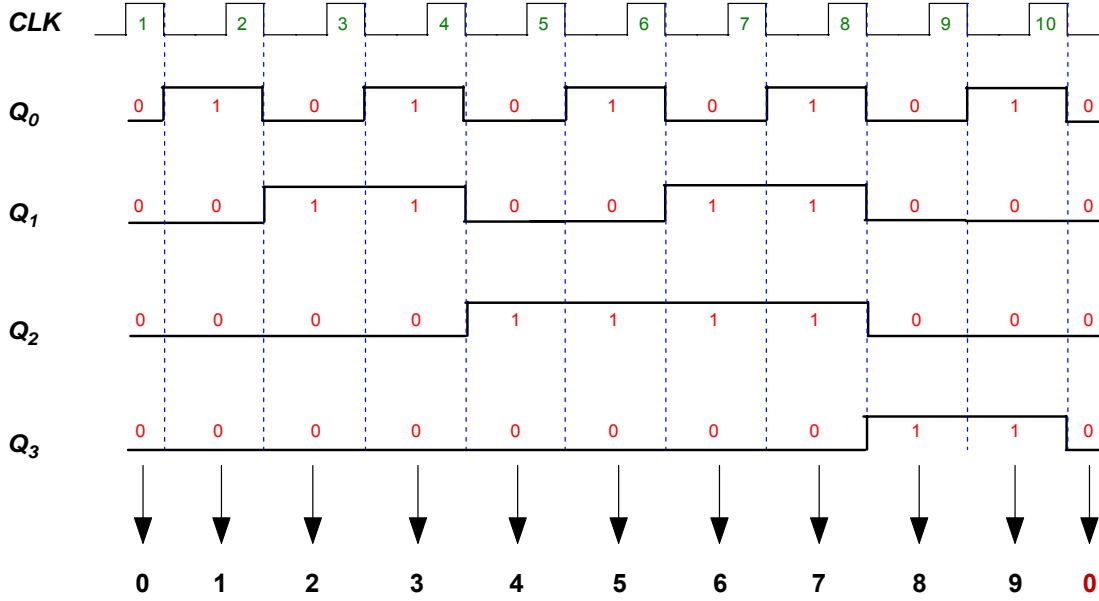 CLK 1 2 3 4 5 6 7 8 9 10
Q0 0 1 0 1 0 1 0 1 0 1 0
Q1 0 0 1 1 0 0 1 1 0 0 0
Q2 0 0 0 0 1 1 1 1 0 0 0
Q3 0 0 0 0 0 0 0 0 1 1 0
0 1 2 3 4 5 6 7 8 9 0